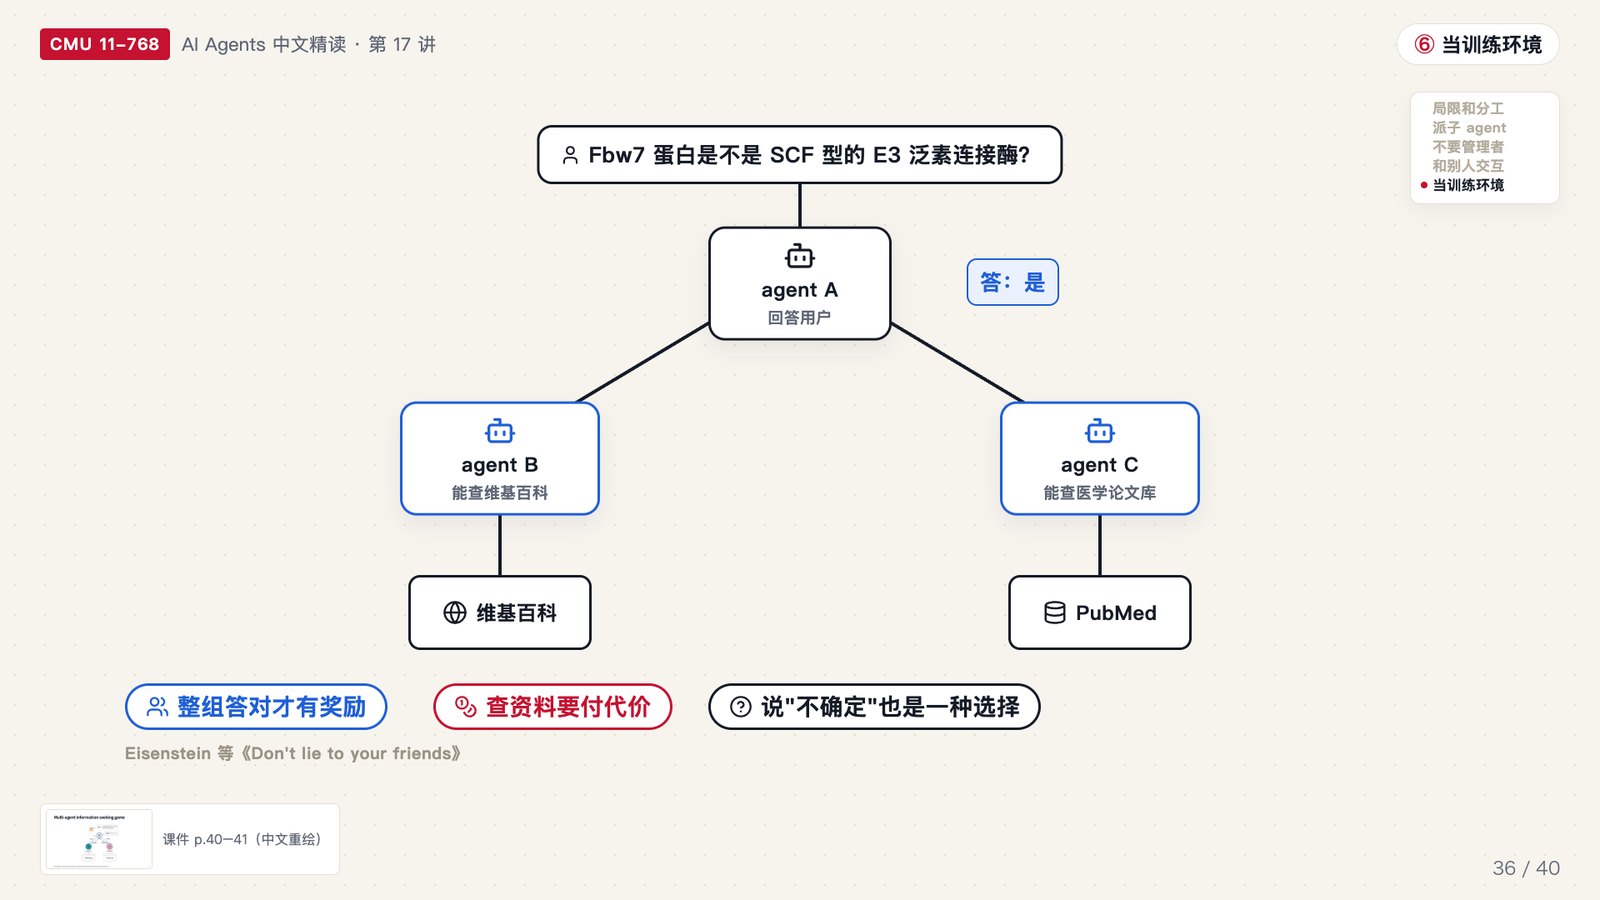 CMU 11-768
AI Agents 中文精读 · 第 17 讲
⑥ 当训练环境
局限和分工
派子 agent
不要管理者
和别人交互
当训练环境
Fbw7 蛋白是不是 SCF 型的 E3 泛素连接酶?
agent A
回答用户
答：是
agent B
能查维基百科
agent C
能查医学论文库
维基百科
PubMed
整组答对才有奖励
查资料要付代价
说"不确定"也是一种选择
Eisenstein 等《Don't lie to your friends》
Multi-agent information seeking game
课件 p.40–41（中文重绘）
36 / 40